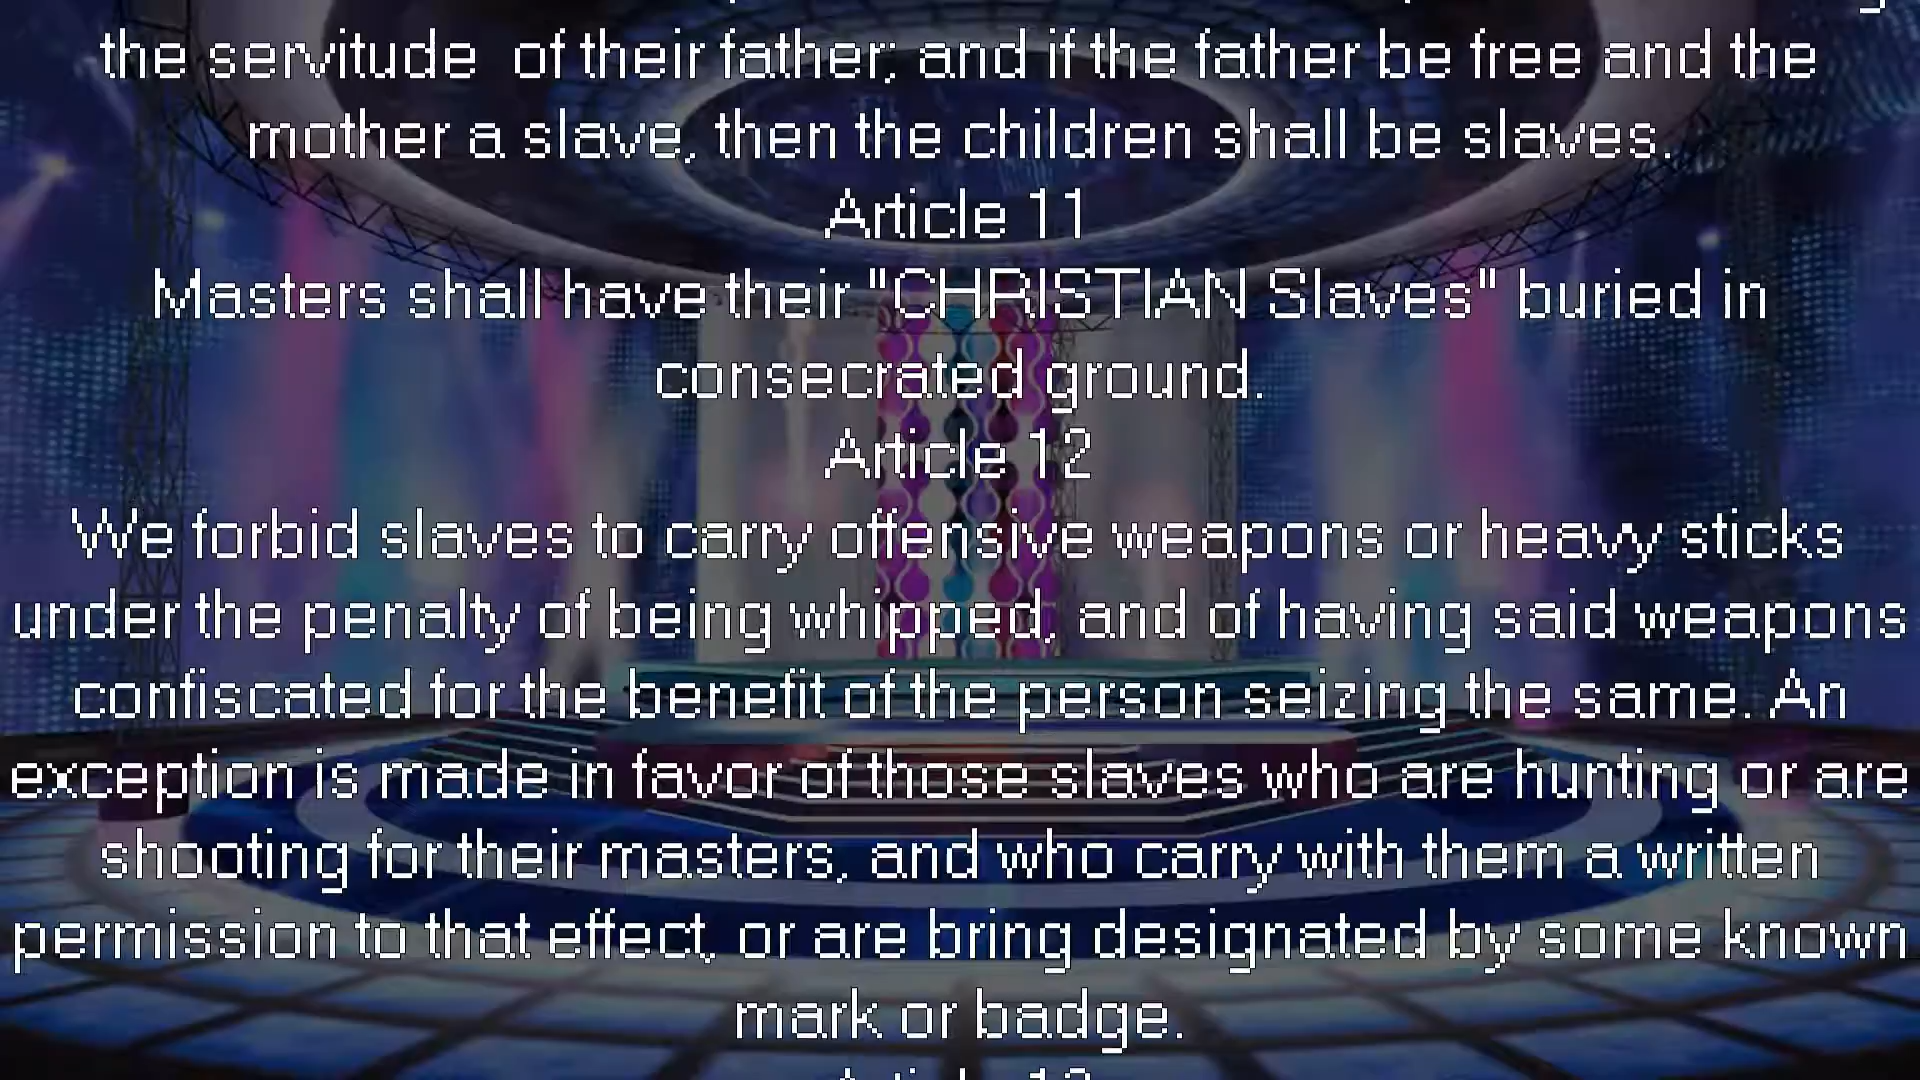 the servitude of their father; and if the father be free and the
mother a slave, then the children shall be slaves.
Article 11
Masters shall have their "CHRISTIAN Slaves" buried in
consecrated ground.
Article 12
We forbid slaves to carry offensive weapons or heavy sticks
under the penalty of being whipped, and of having said weapons
confiscated for the benefit of the person seizing the same. An
exception is made in favor of those slaves who are hunting or are
shooting for their masters, and who carry with them a written
permission to that effect, or are bring designated by some known
mark or badge.